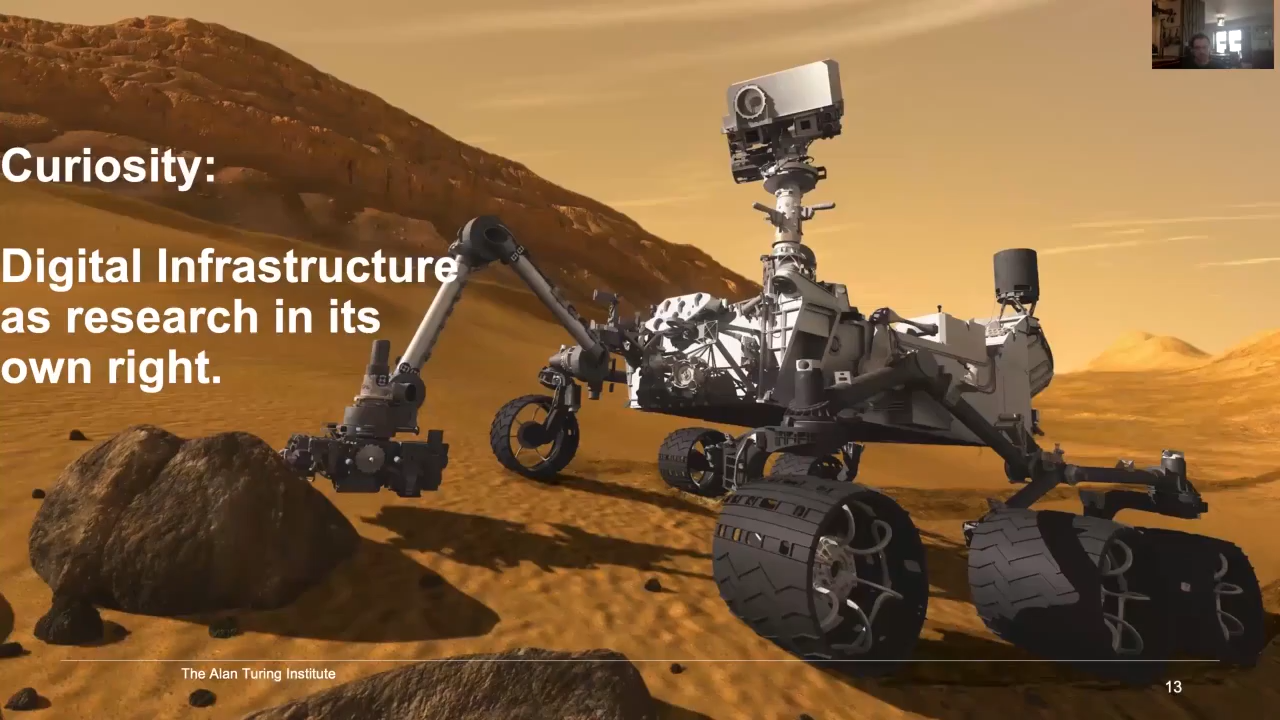 Curiosity:
Digital Infrastructure
as research in its
own right.
The Alan Turing Institute
13